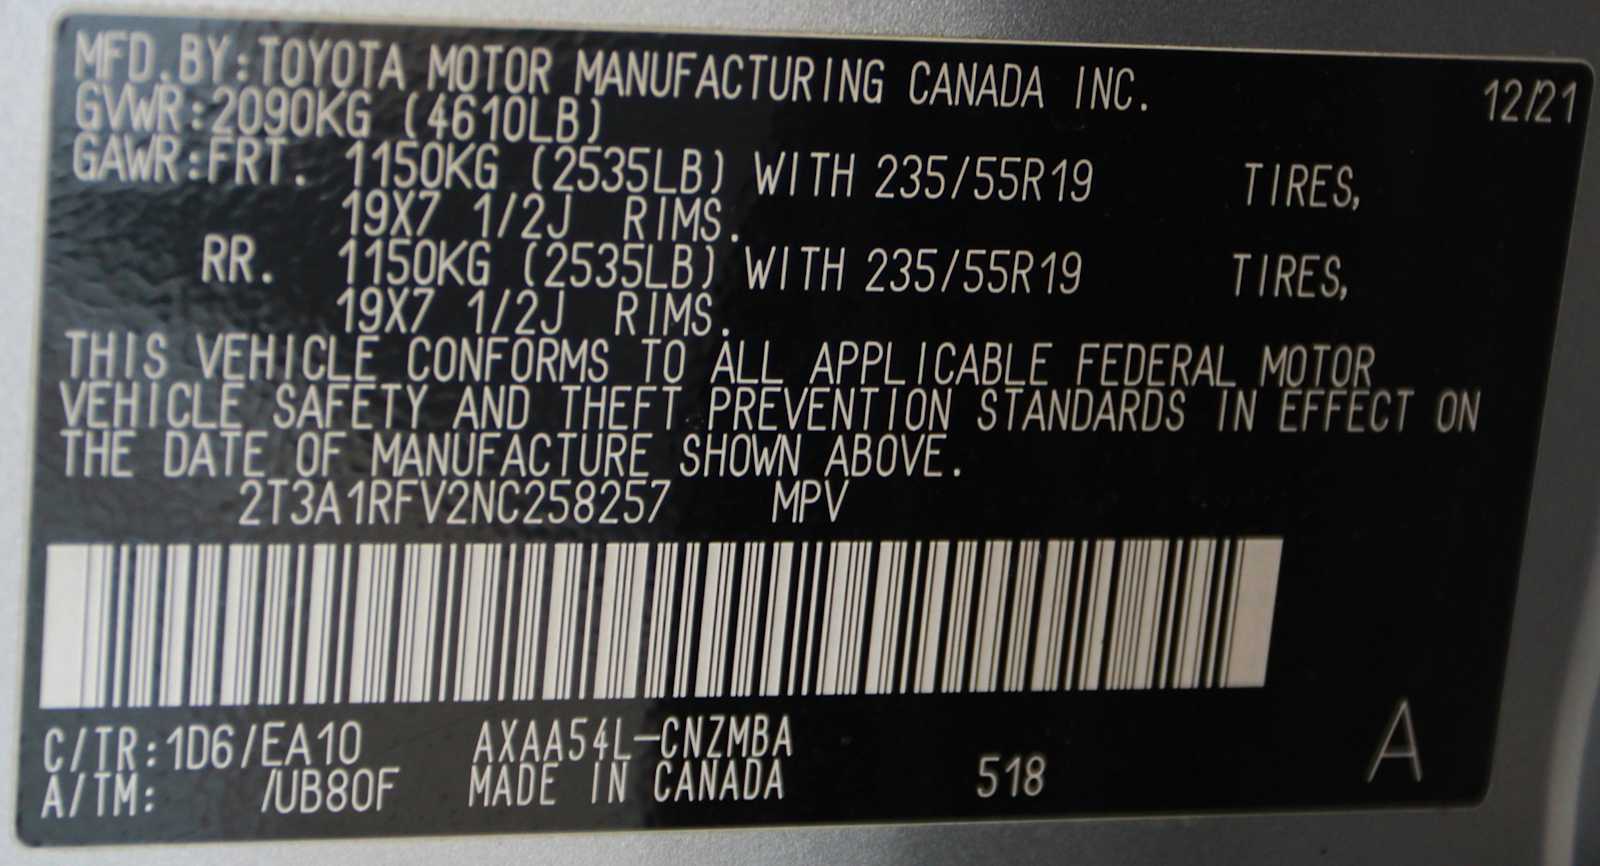 MFD.BY:TOYOTA MOTOR MANUFACTURING CANADA INC. 12/21
GVWR:2090KG (4610LB)
GAWR:FRT. 1150KG (2535LB) WITH 235/55R19 TIRES,
19X7 1/2J RIMS.
RR. 1150KG (2535LB) WITH 235/55R19 TIRES,
19X7 1/2J RIMS.
THIS VEHICLE CONFORMS TO ALL APPLICABLE FEDERAL MOTOR
VEHICLE SAFETY AND THEFT PREVENTION STANDARDS IN EFFECT ON
THE DATE OF MANUFACTURE SHOWN ABOVE.
2T3A1RFV2NC258257 MPV
C/TR:1D6/EA10 AXAA54L-CNZMBA
A/TM: /UB80F MADE IN CANADA 518 A